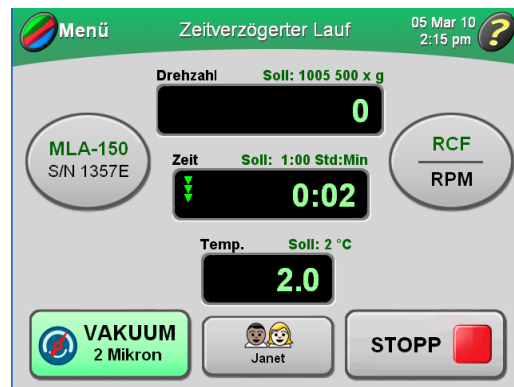 Menü
Zeitverzögerter Lauf
05 Mar 10
2:15 pm
?
Drehzahl Soll: 1005 500 x g
0
MLA-150
S/N 1357E
RCF
RPM
Zeit Soll: 1:00 Std:Min
0:02
Temp. Soll: 2 °C
2.0
VAKUUM
2 Mikron
Janet
STOPP